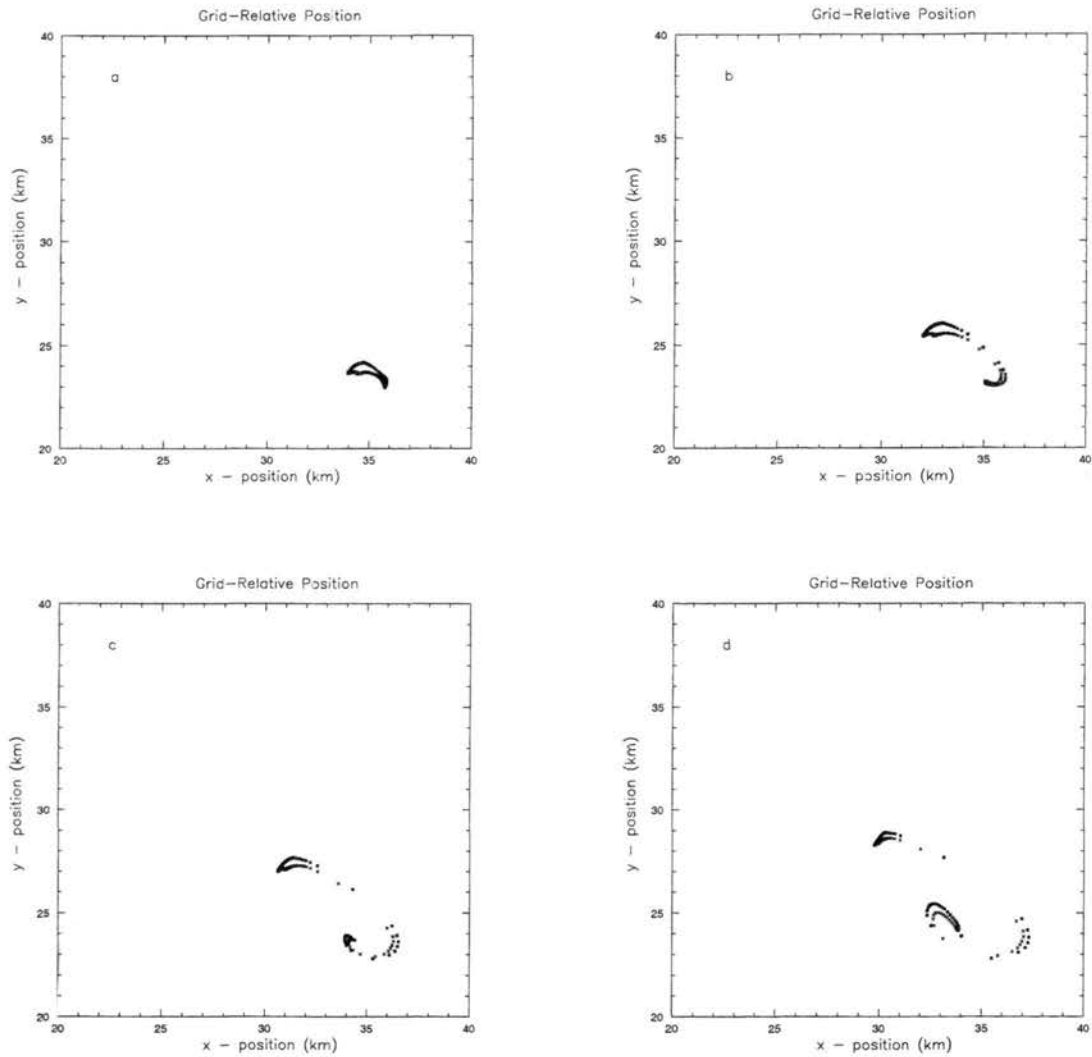 Grid-Relative Position
a
40
35
30
25
20
y - position (km)
20 25 30 35 40
x - position (km)
Grid-Relative Position
b
40
35
30
25
20
y - position (km)
20 25 30 35 40
x - position (km)
Grid-Relative Position
c
40
35
30
25
20
y - position (km)
20 25 30 35 40
x - position (km)
Grid-Relative Position
d
40
35
30
25
20
y - position (km)
20 25 30 35 40
x - position (km)